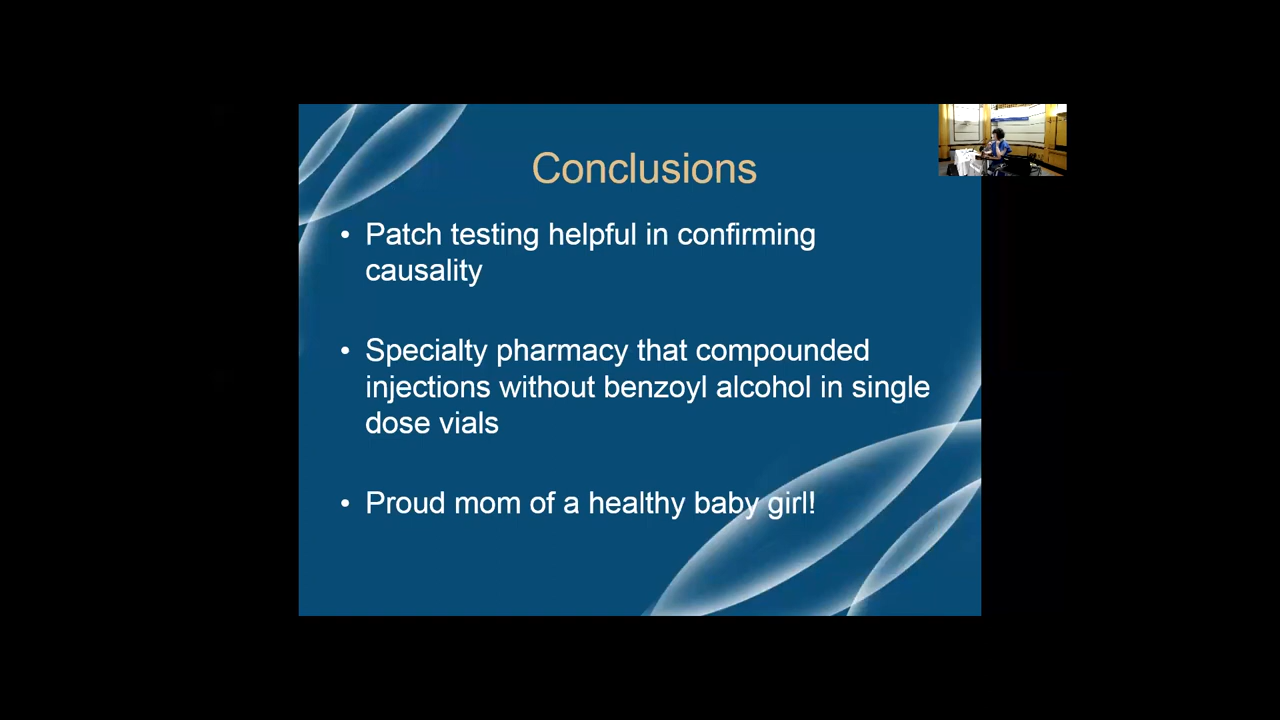 Conclusions
• Patch testing helpful in confirming
causality
• Specialty pharmacy that compounded
injections without benzoyl alcohol in single
dose vials
• Proud mom of a healthy baby girl!